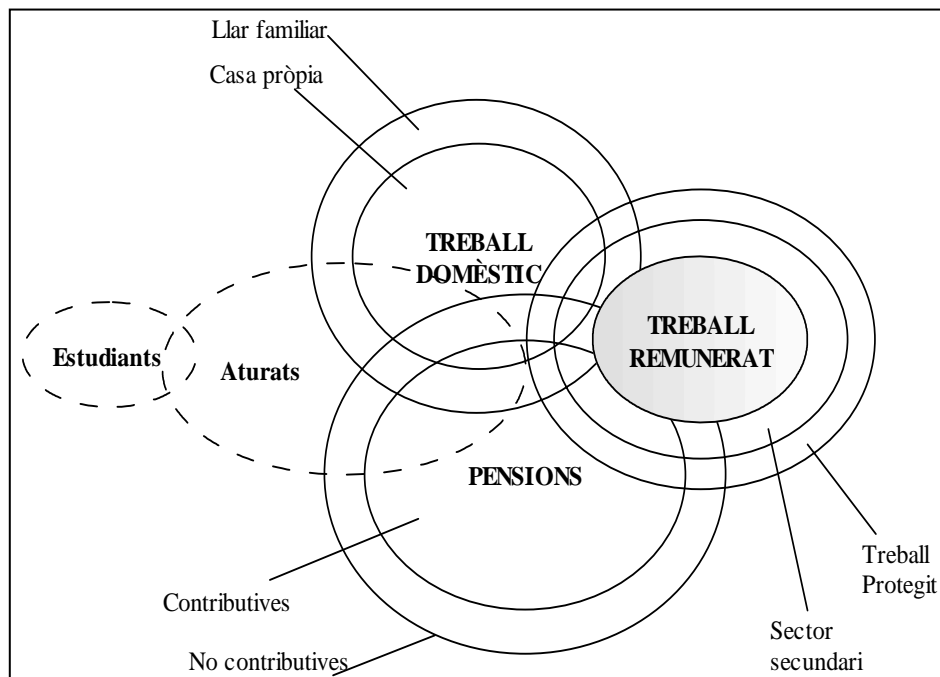 Llar familiar
Casa pròpia
TREBALL
DOMÈSTIC
TREBALL
REMUNERAT
Estudiants
Aturats
PENSIONS
Treball
Protegit
Contributives
Sector
secundari
No contributives